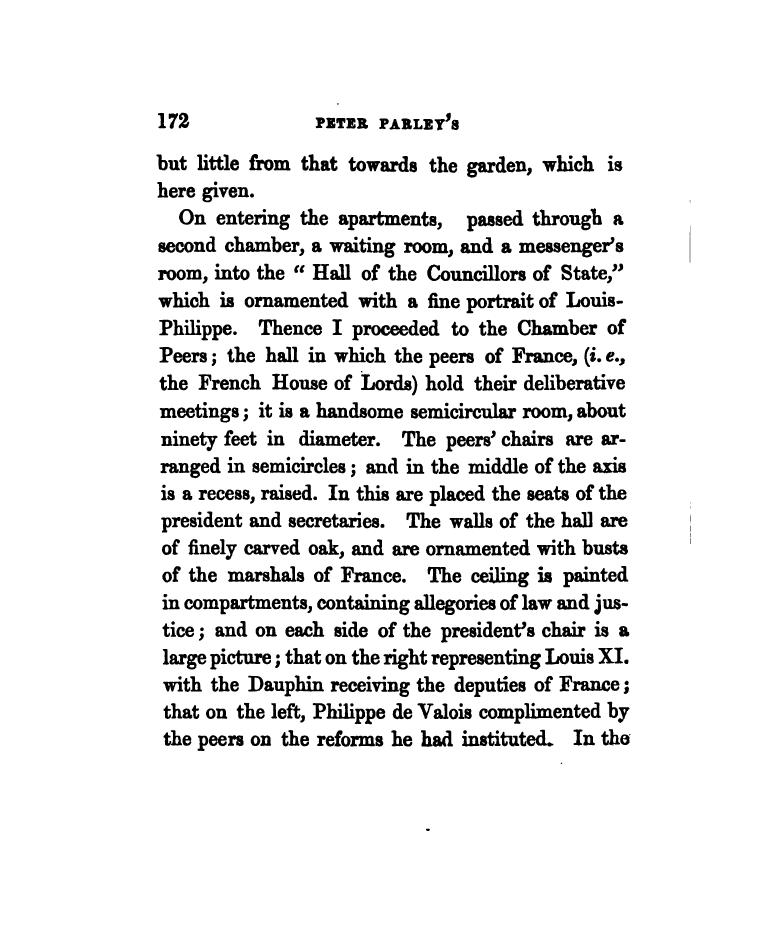 172 PETER PARLEY'S
but little from that towards the garden, which is
here given.
On entering the apartments, passed through a
second chamber, a waiting room, and a messenger's
room, into the " Hall of the Councillors of State,"
which is ornamented with a fine portrait of Louis-
Philippe. Thence I proceeded to the Chamber of
Peers; the hall in which the peers of France, (i. e.,
the French House of Lords) hold their deliberative
meetings; it is a handsome semicircular room, about
ninety feet in diameter. The peers' chairs are ar-
ranged in semicircles; and in the middle of the axis
is a recess, raised. In this are placed the seats of the
president and secretaries. The walls of the hall are
of finely carved oak, and are ornamented with busts
of the marshals of France. The ceiling is painted
in compartments, containing allegories of law and jus-
tice; and on each side of the president's chair is a
large picture; that on the right representing Louis XI.
with the Dauphin receiving the deputies of France;
that on the left, Philippe de Valois complimented by
the peers on the reforms he had instituted. In the